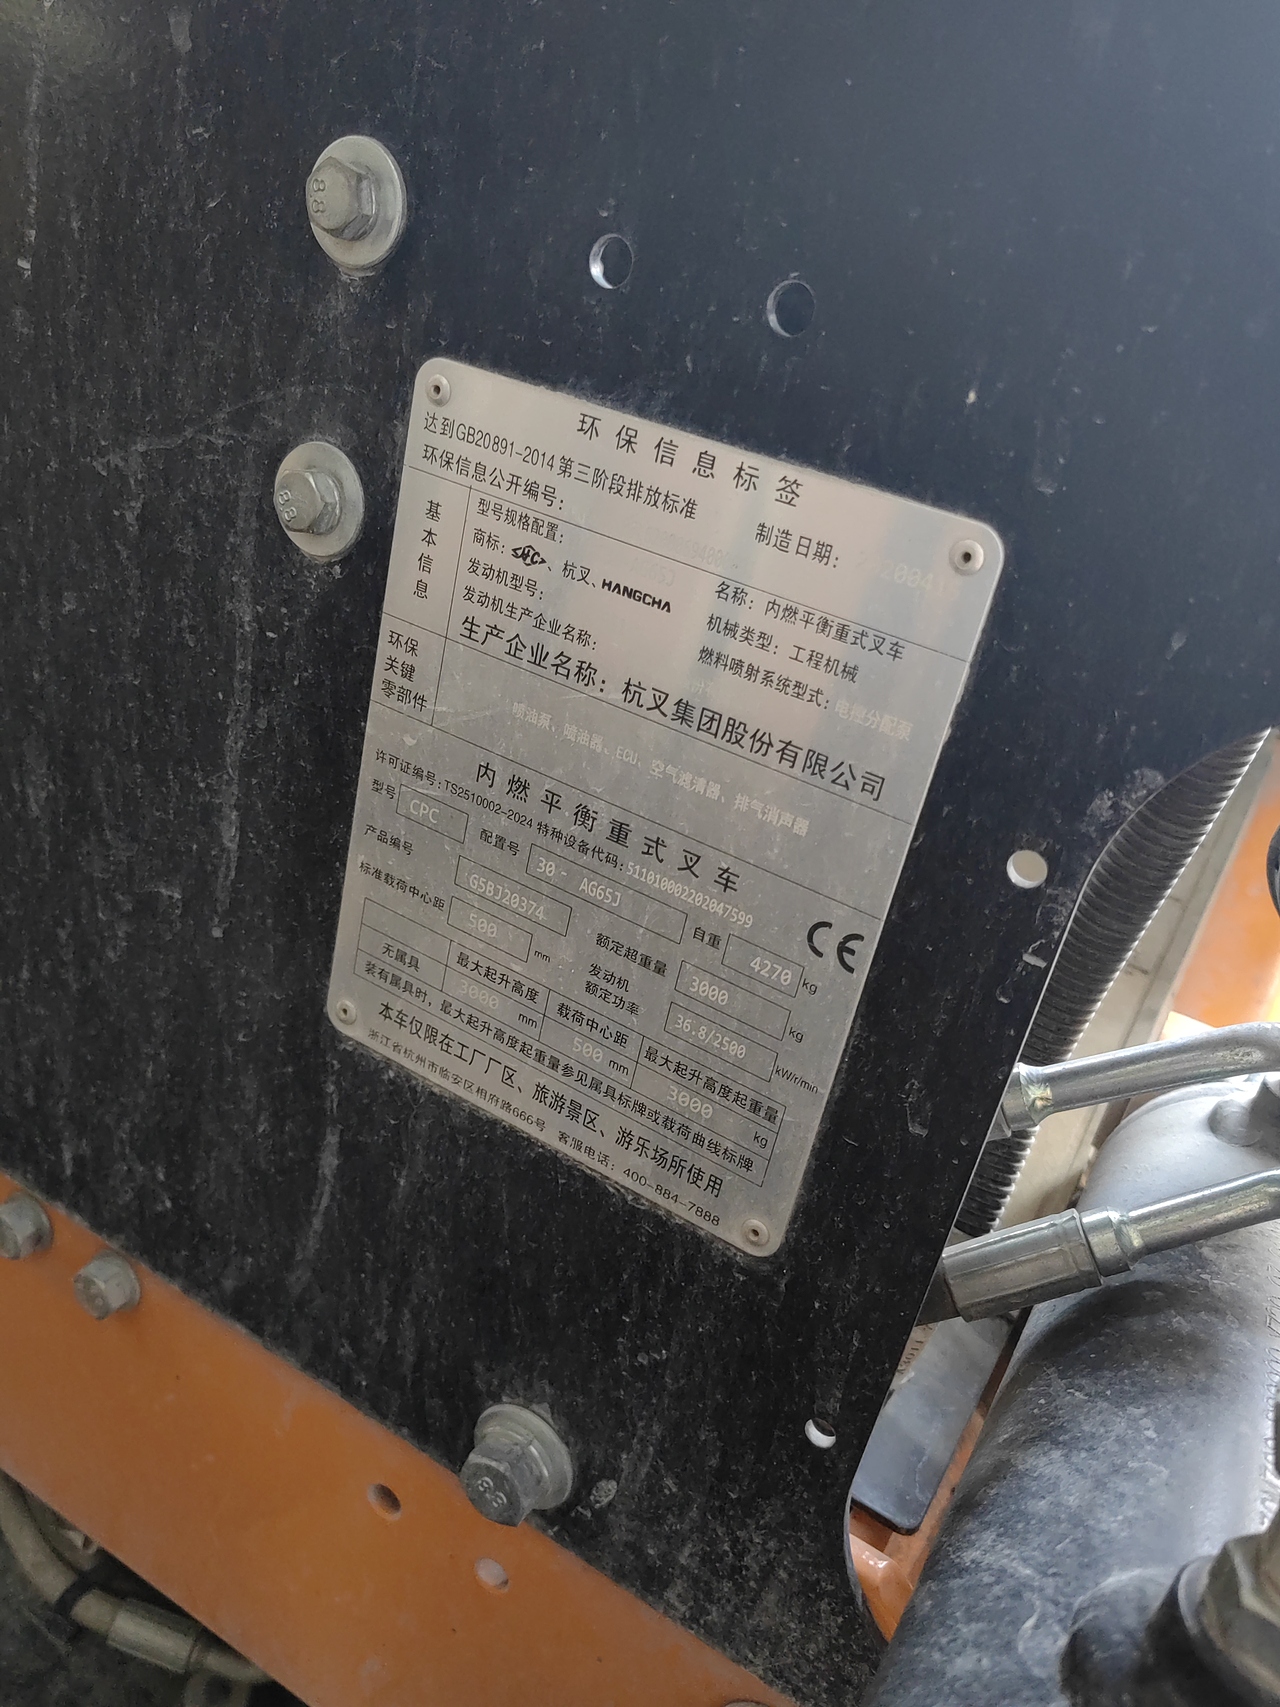 环保信息标签
达到GB20891-2014第三阶段排放标准
环保信息公开编号：
制造日期：
基本信息
型号规格配置：
名称：内燃平衡重式叉车
商标：HC、杭叉、HANGCHA
机械类型：工程机械
发动机型号：
燃料喷射系统型式：电控分配泵
发动机生产企业名称：
生产企业名称：杭叉集团股份有限公司
环保关键零部件
喷油泵、喷油器、ECU、空气滤清器、排气消声器
内燃平衡重式叉车
许可证编号：TS2510002-2024 特种设备代码：511010002202047599
型号 CPC 配置号 30- AG65J 自重 4270 kg
产品编号 G5BJ20374 额定起重量 3000 kg
标准载荷中心距 500 mm 发动机额定功率 36.8/2500 kW/r/min
CE
无属具 最大起升高度 3000 mm 载荷中心距 500 mm 最大起升高度起重量 3000 kg
装有属具时，最大起升高度起重量参见属具标牌或载荷曲线标牌
本车仅限在工厂厂区、旅游景区、游乐场所使用
浙江省杭州市临安区相府路666号 客服电话：400-884-7888
8.8
8.8
8.8